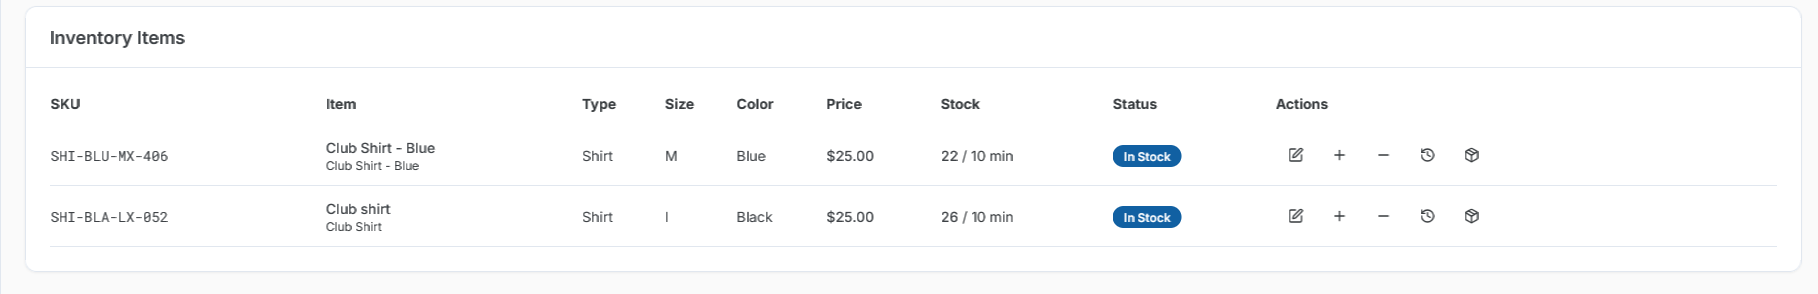 Inventory Items
SKU Item Type Size Color Price Stock Status Actions
SHI-BLU-MX-406 Club Shirt - Blue Shirt M Blue $25.00 22 / 10 min In Stock
Club Shirt - Blue
SHI-BLA-LX-052 Club shirt Shirt l Black $25.00 26 / 10 min In Stock
Club Shirt